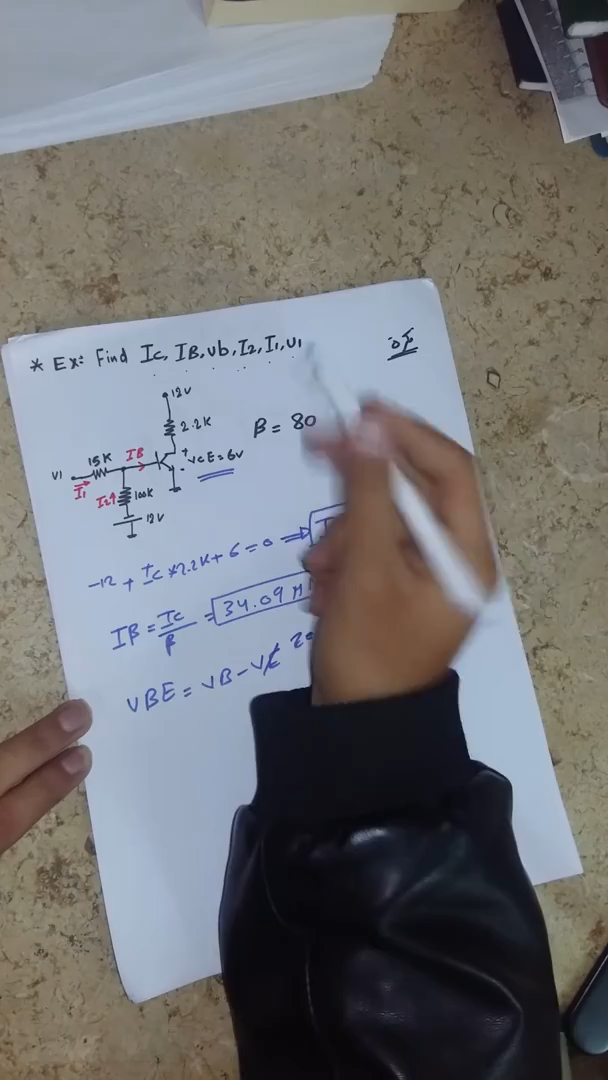 * Ex: Find Ic, IB, Vb, I2, I1, V1
12V
2.2K
β = 80
15K
IB
+
VCE = 6V
-
V1
I1
I2
100K
12V
-12 + Ic*2.2K + 6 = 0 ⇒
IB = Ic/β = 34.09 M
VBE = VB - VE